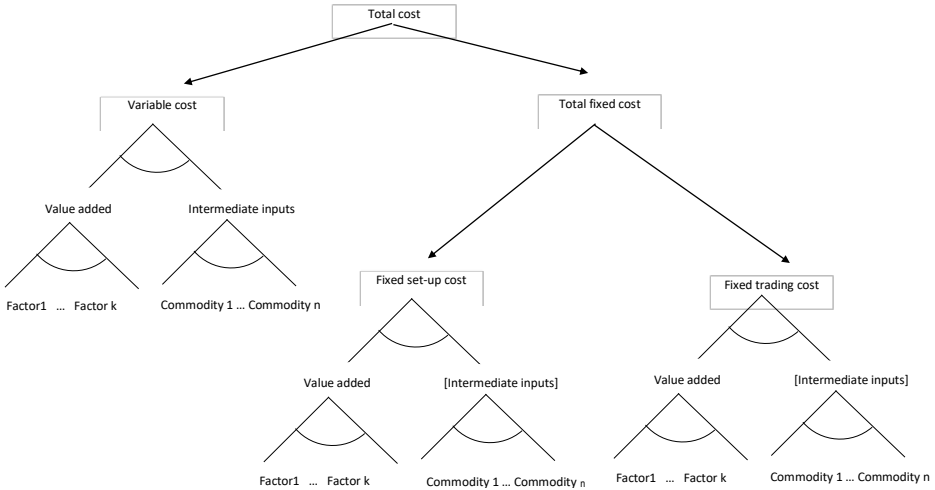 Total cost
Variable cost
Total fixed cost
Value added
Intermediate inputs
Factor1 ... Factor k
Commodity 1 ... Commodity n
Fixed set-up cost
Fixed trading cost
Value added
[Intermediate inputs]
Value added
[Intermediate inputs]
Factor1 ... Factor k
Commodity 1 ... Commodity n
Factor1 ... Factor k
Commodity 1 ... Commodity n